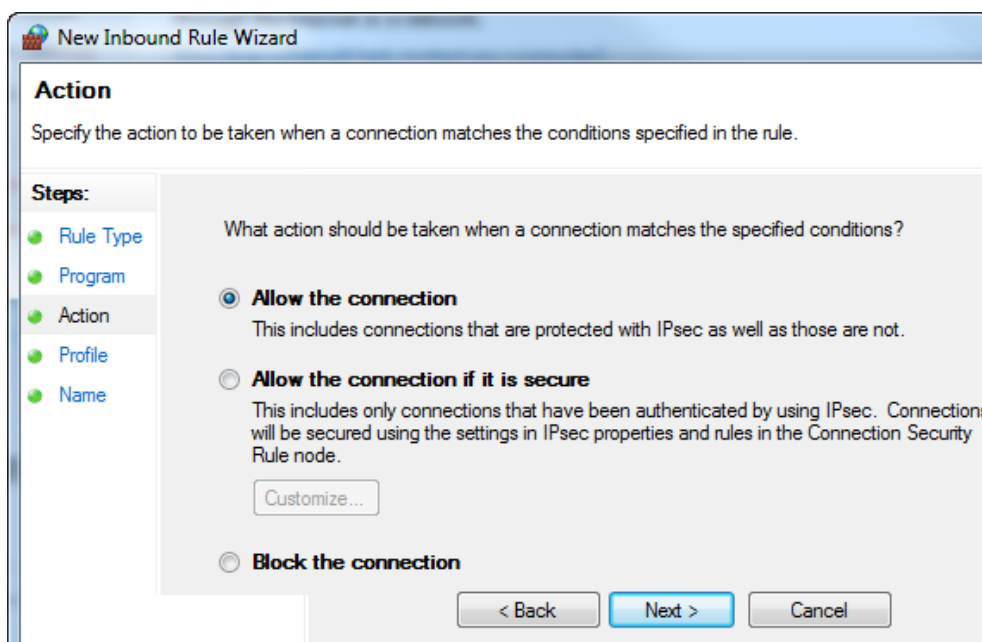 New Inbound Rule Wizard
Action
Specify the action to be taken when a connection matches the conditions specified in the rule.
Steps:
Rule Type
Program
Action
Profile
Name
What action should be taken when a connection matches the specified conditions?
Allow the connection
This includes connections that are protected with IPsec as well as those are not.
Allow the connection if it is secure
This includes only connections that have been authenticated by using IPsec. Connections
will be secured using the settings in IPsec properties and rules in the Connection Security
Rule node.
Customize...
Block the connection
< Back
Next >
Cancel